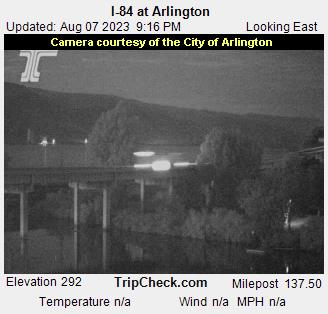 I-84 at Arlington
Updated: Aug 07 2023 9:16 PM Looking East
Camera courtesy of the City of Arlington
Elevation 292 TripCheck.com Milepost 137.50
Temperature n/a Wind n/a MPH n/a